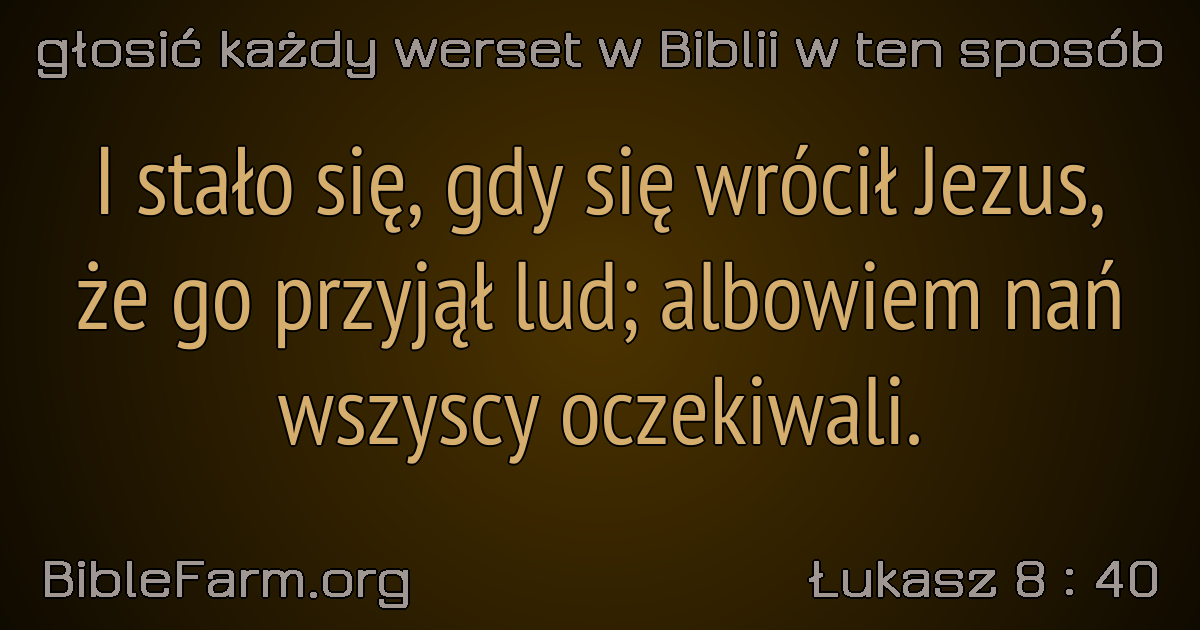 głosić każdy werset w Biblii w ten sposób
I stało się, gdy się wrócił Jezus,
że go przyjął lud; albowiem nań
wszyscy oczekiwali.
BibleFarm.org
Łukasz 8 : 40